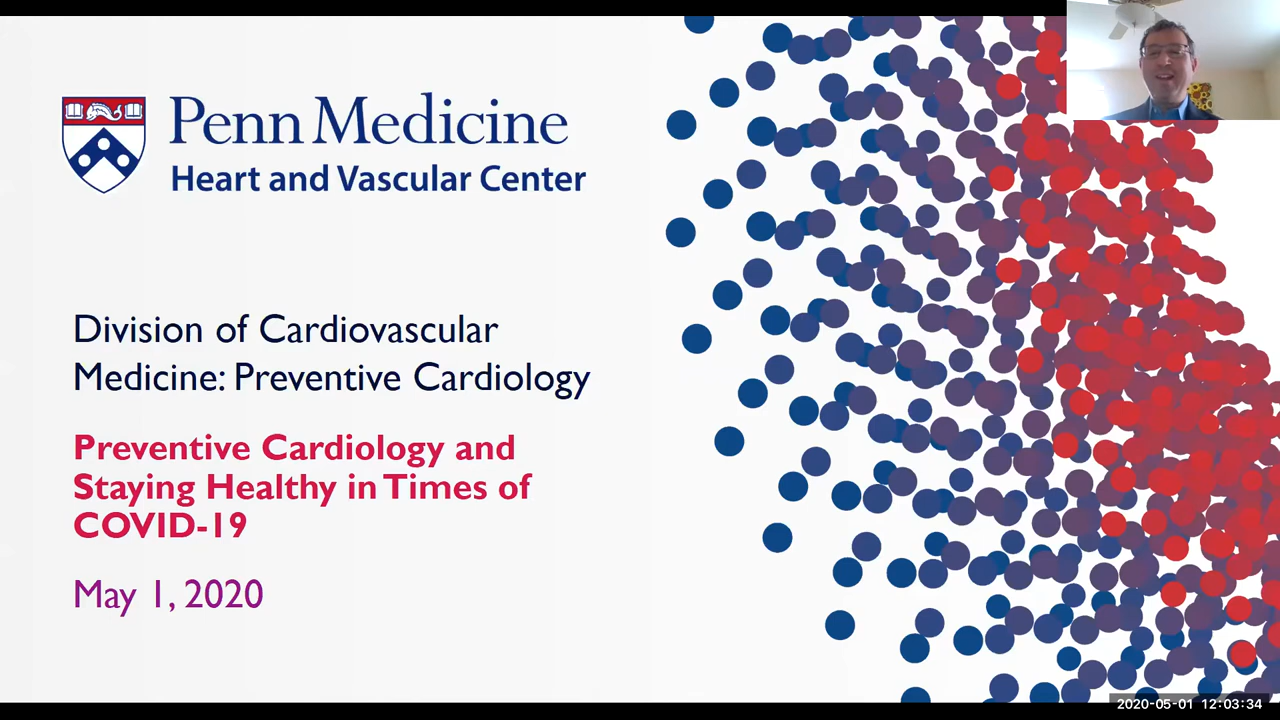 Penn Medicine
Heart and Vascular Center
Division of Cardiovascular
Medicine: Preventive Cardiology
Preventive Cardiology and
Staying Healthy in Times of
COVID-19
May 1, 2020
2020-05-01 12:03:34